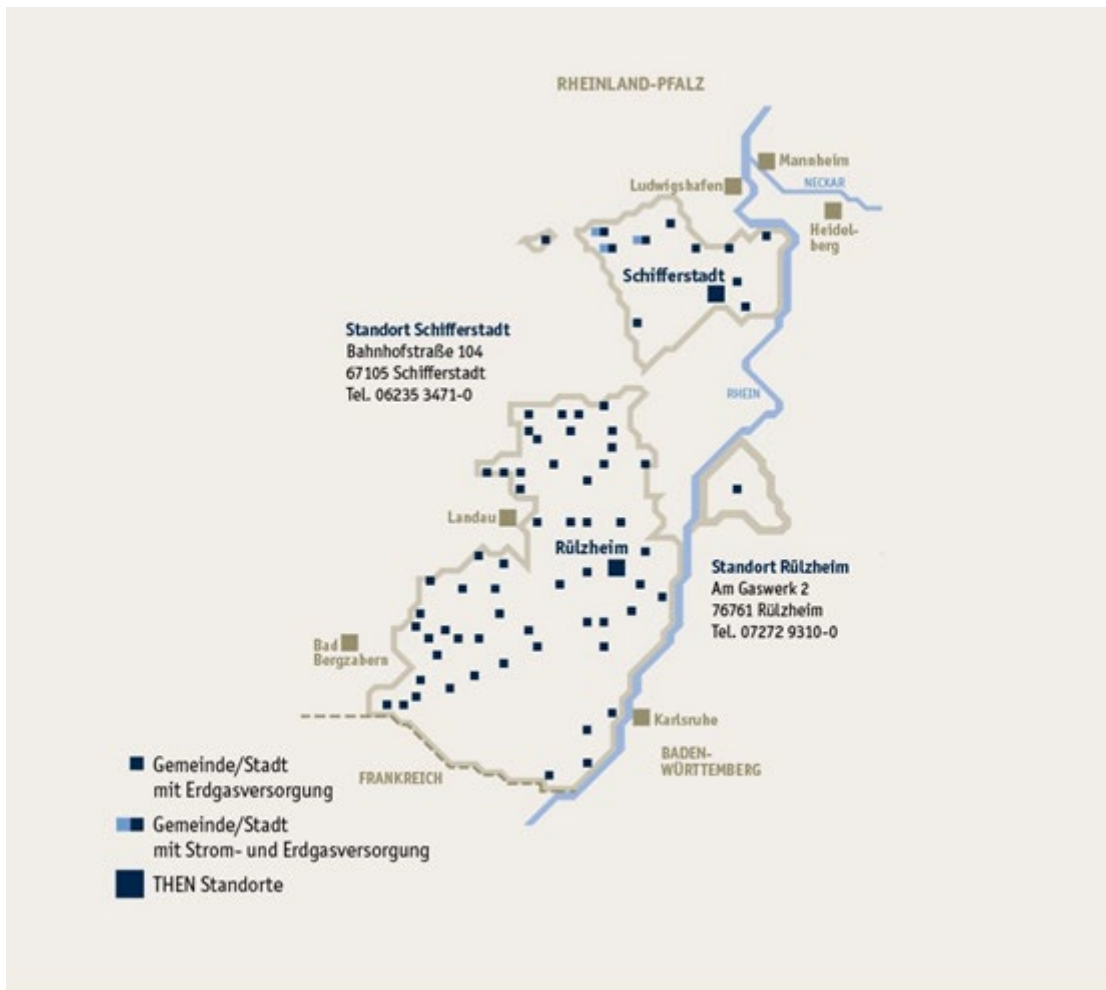 RHEINLAND-PFALZ
Mannheim
Ludwigshafen
NECKAR
Heidel-
berg
Schifferstadt
Standort Schifferstadt
Bahnhofstraße 104
67105 Schifferstadt
Tel. 06235 3471-0
RHEIN
Landau
Rülzheim
Standort Rülzheim
Am Gaswerk 2
76761 Rülzheim
Tel. 07272 9310-0
Bad
Bergzabern
Karlsruhe
BADEN-
WÜRTTEMBERG
FRANKREICH
Gemeinde/Stadt
mit Erdgasversorgung
Gemeinde/Stadt
mit Strom- und Erdgasversorgung
THEN Standorte